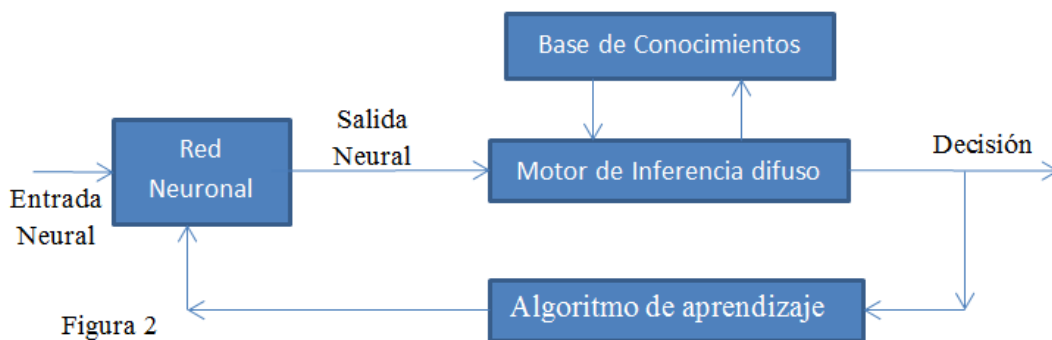 Base de Conocimientos
Red
Neuronal
Salida
Neural
Motor de Inferencia difuso
Decisión
Entrada
Neural
Algoritmo de aprendizaje
Figura 2